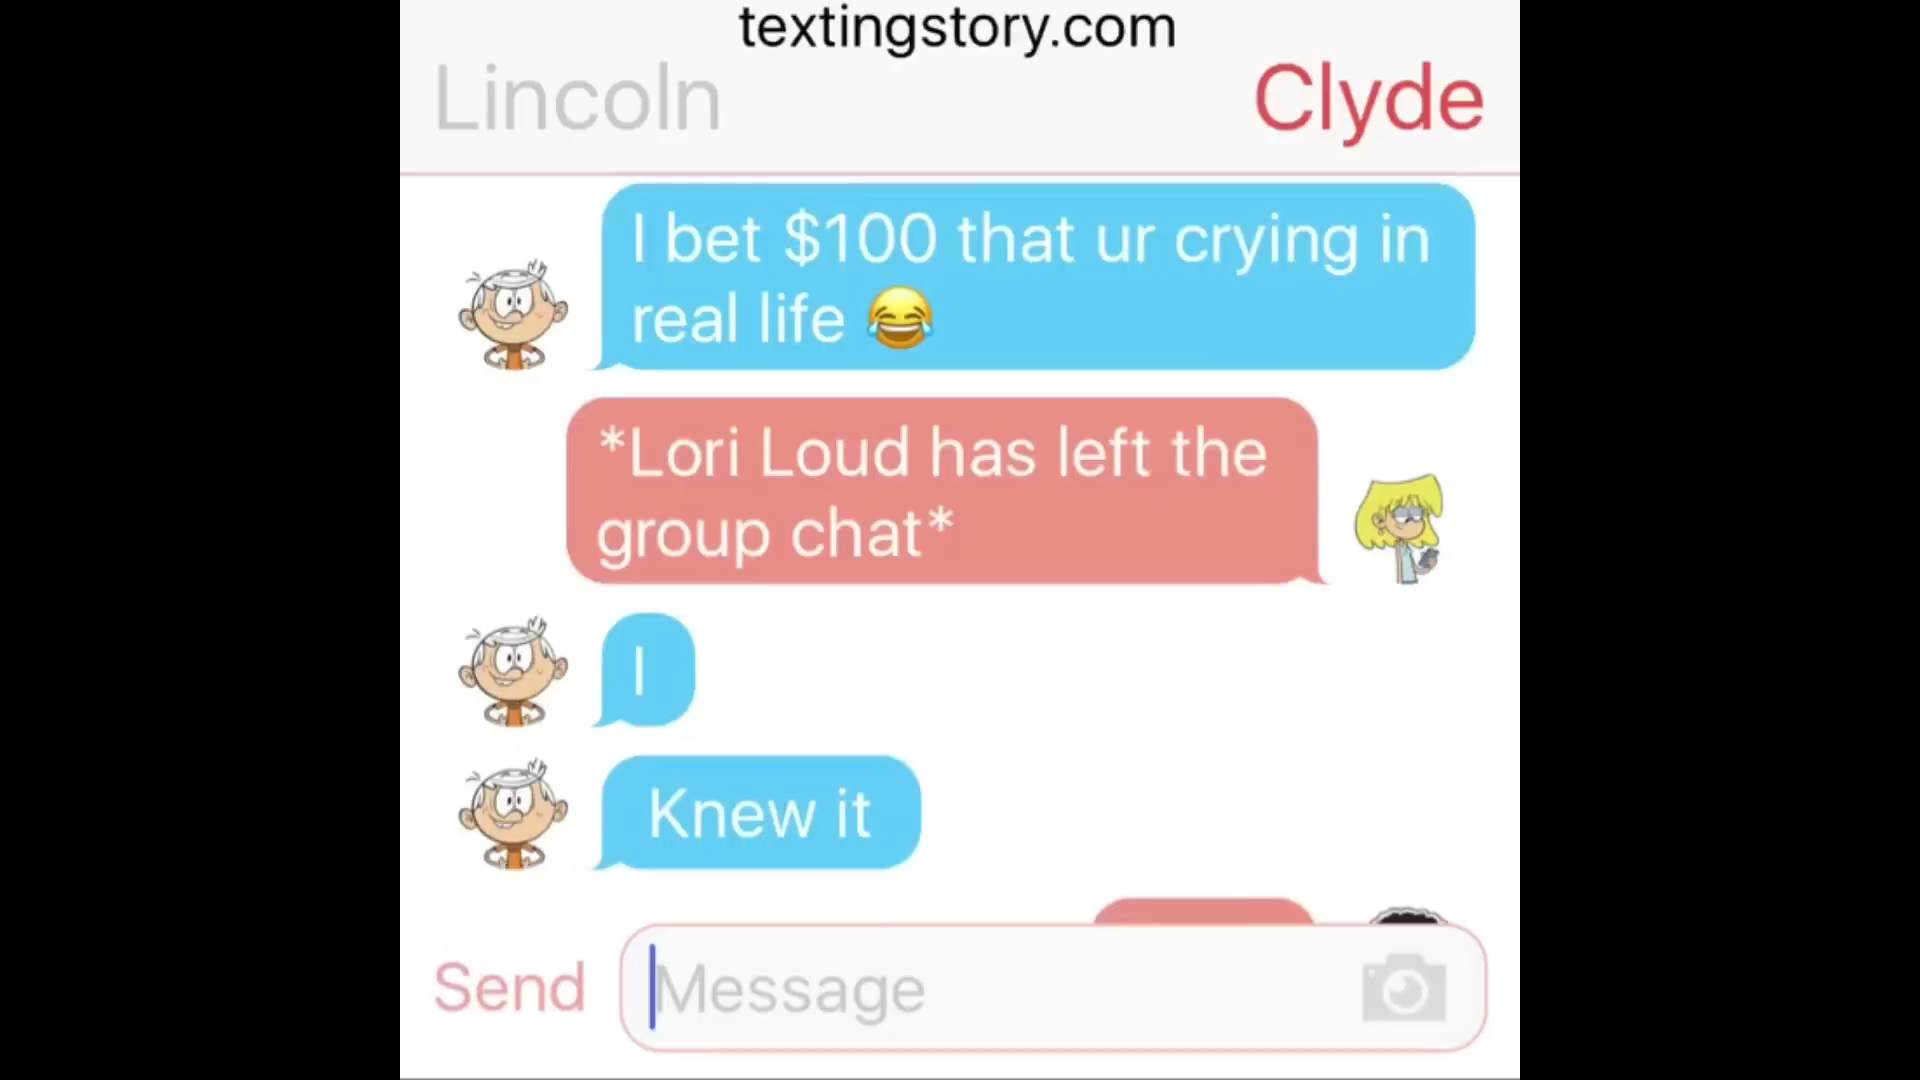 textingstory.com
Lincoln
Clyde
I bet $100 that ur crying in
real life 😂
*Lori Loud has left the
group chat*
I
Knew it
Send
Message